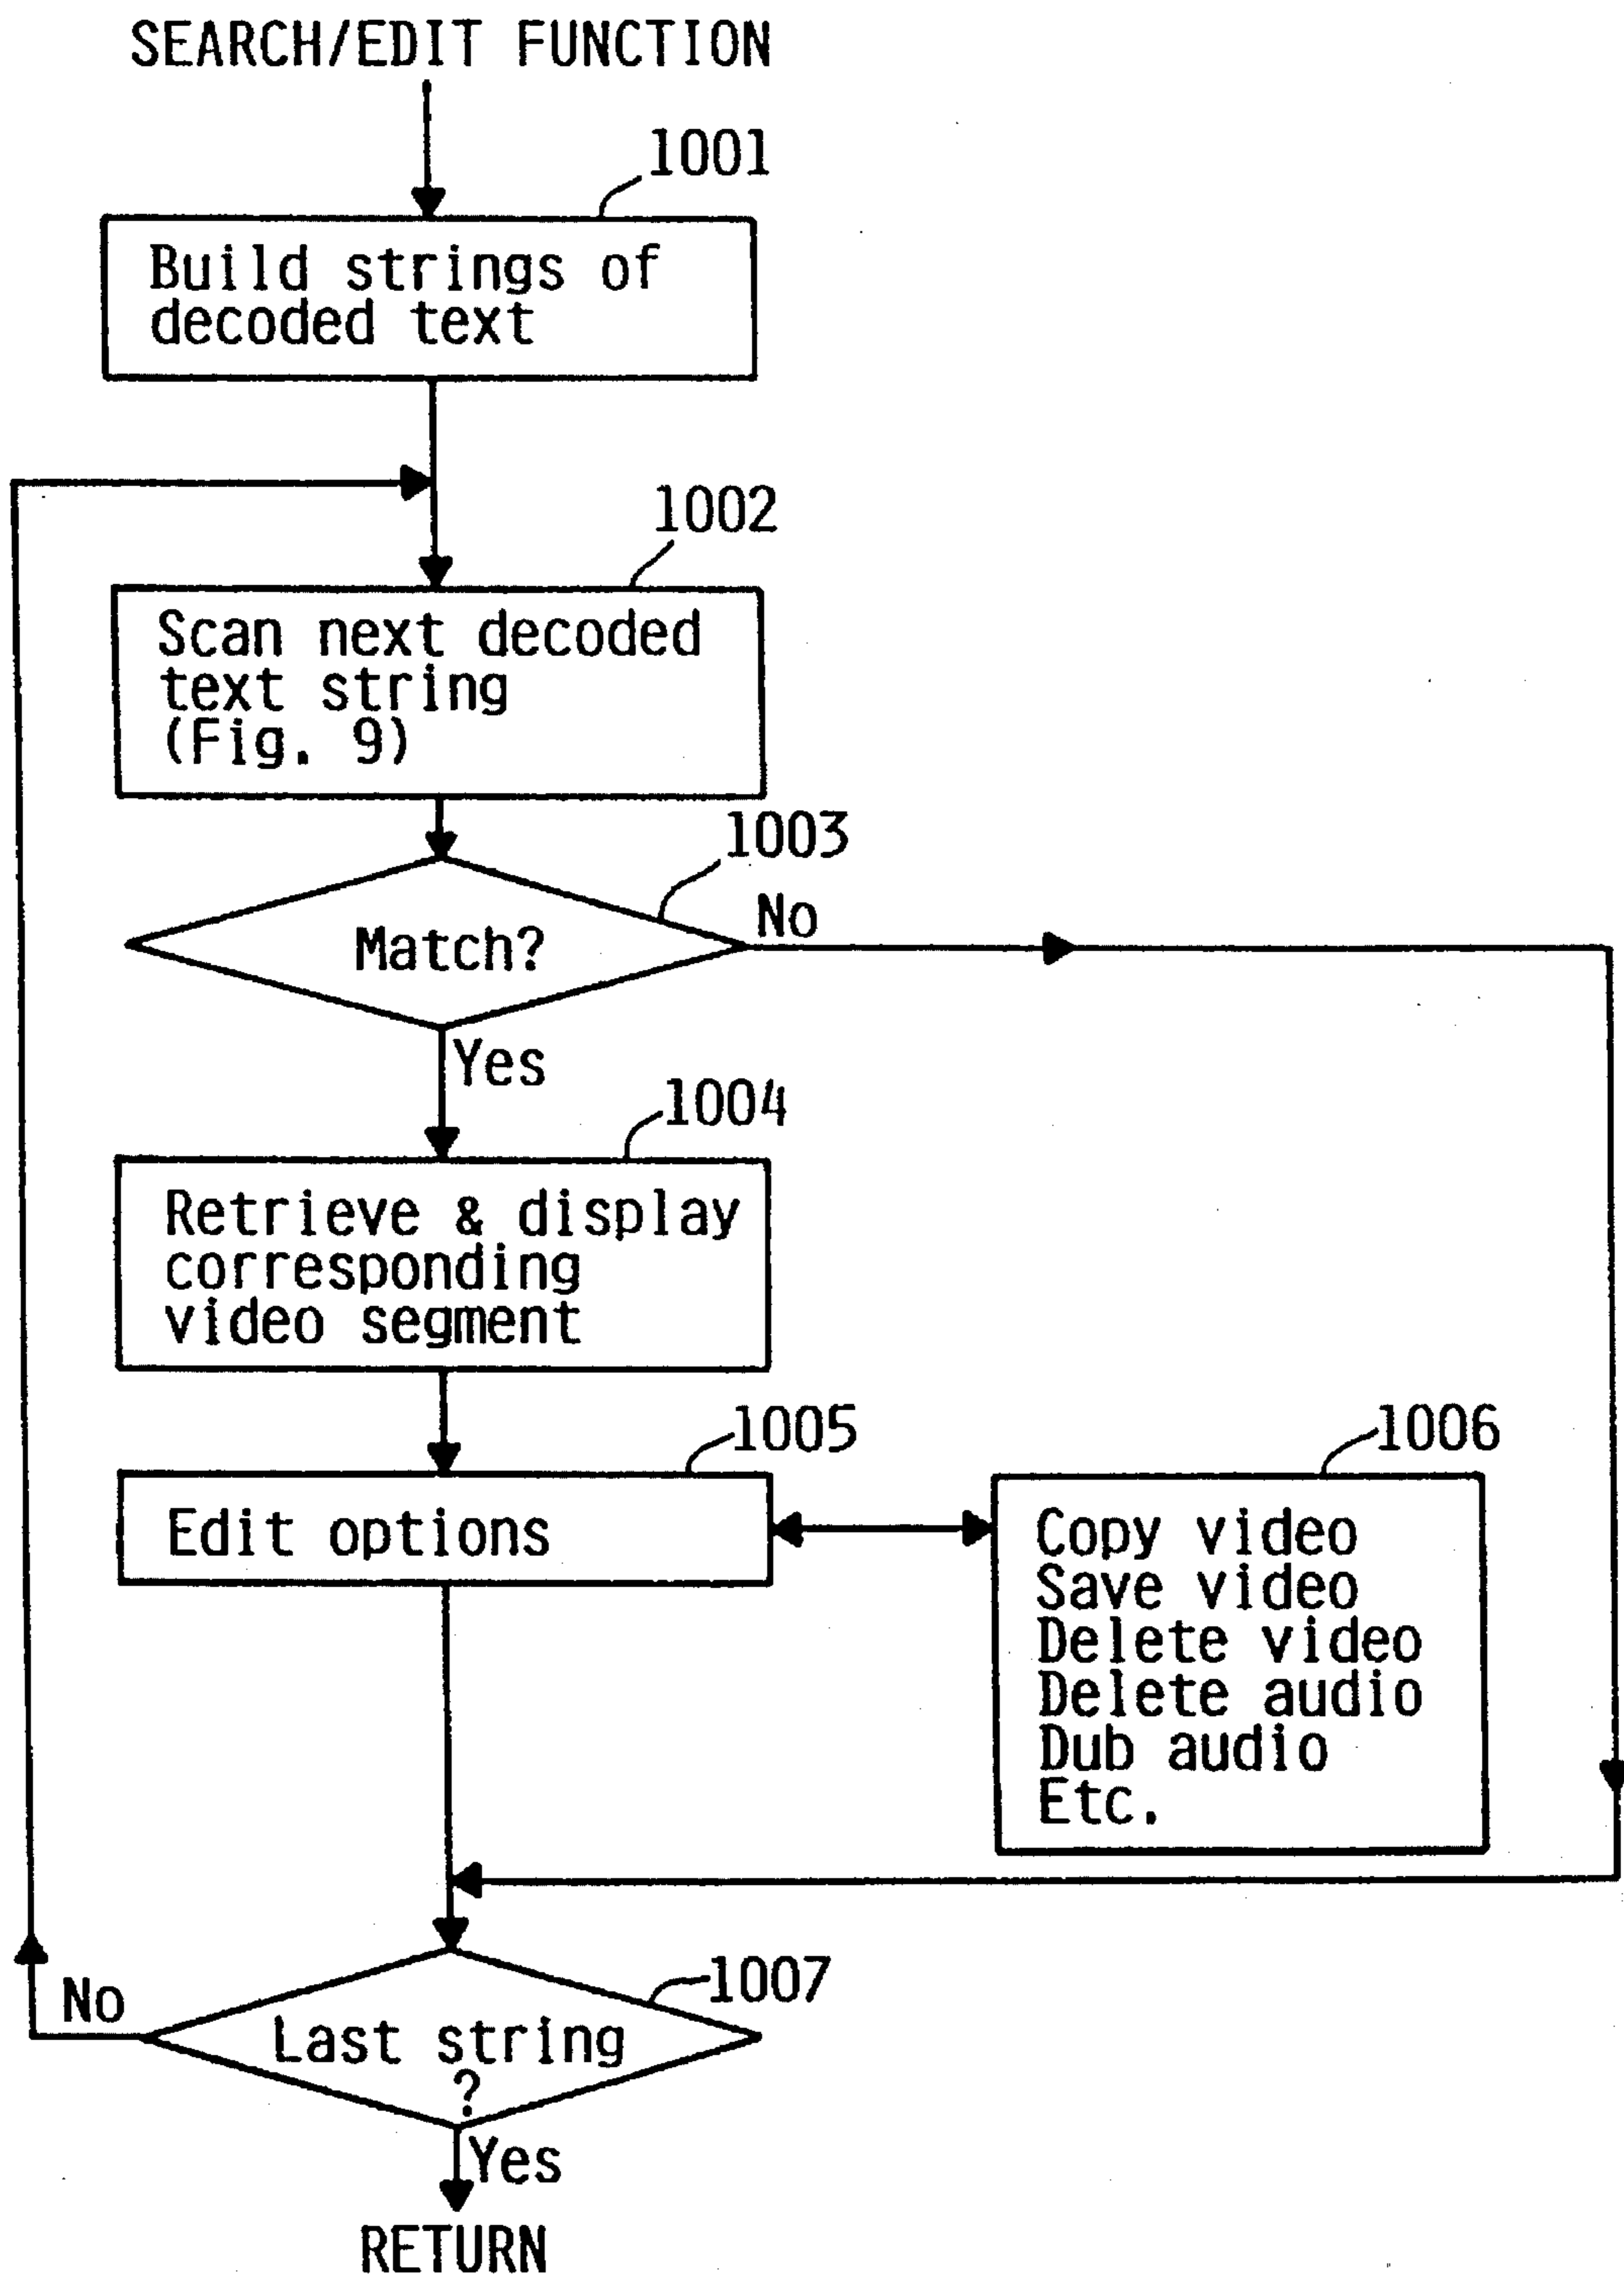 SEARCH/EDIT FUNCTION
1001
Build strings of
decoded text
1002
Scan next decoded
text string
(Fig. 9)
1003
Match?
No
Yes
1004
Retrieve & display
corresponding
video segment
1005
Edit options
1006
Copy video
Save video
Delete video
Delete audio
Dub audio
Etc.
1007
Last string
?
No
Yes
RETURN